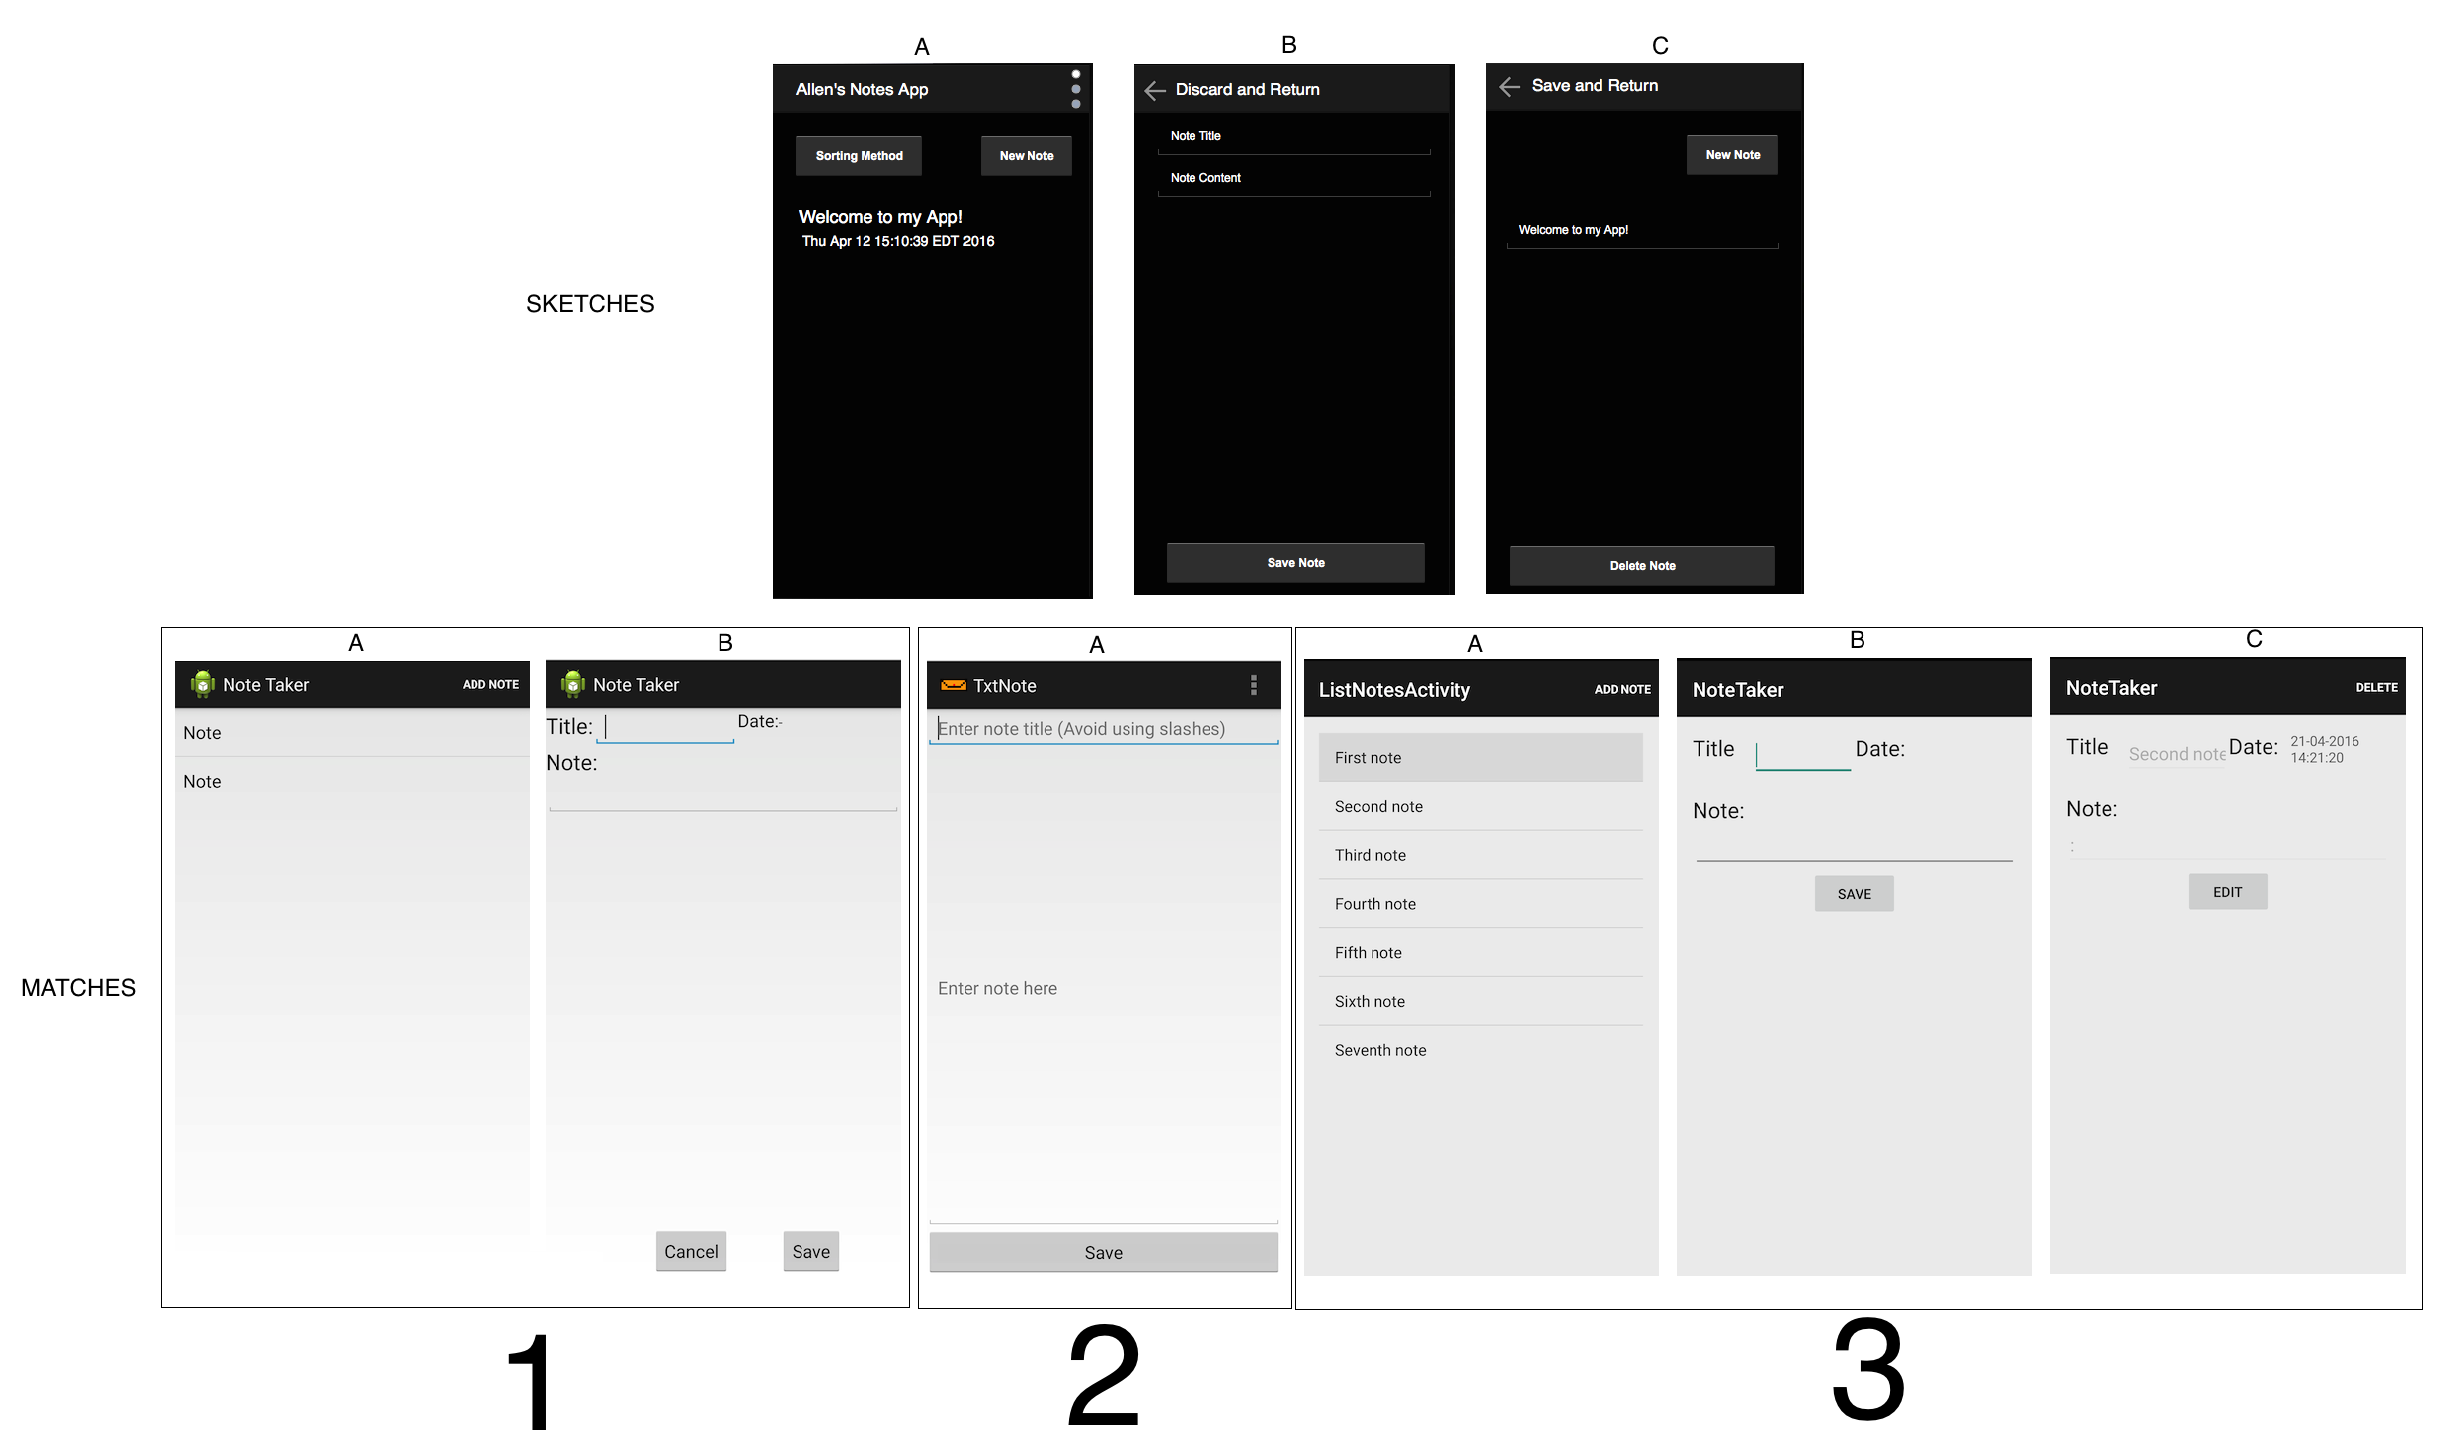 A
B
C
Allen's Notes App
Discard and Return
Save and Return
Sorting Method
New Note
Note Title
Note Content
New Note
Welcome to my App!
Thu Apr 12 15:10:39 EDT 2016
Welcome to my App!
SKETCHES
Save Note
Delete Note
MATCHES
A
B
Note Taker
ADD NOTE
Note
Note
Note Taker
Title:
Date:-
Note:
Cancel
Save
A
TxtNote
Enter note title (Avoid using slashes)
Enter note here
Save
A
B
C
ListNotesActivity
ADD NOTE
First note
Second note
Third note
Fourth note
Fifth note
Sixth note
Seventh note
NoteTaker
Title
Date:
Note:
SAVE
NoteTaker
DELETE
Title
Second note
Date:
21-04-2016
14:21:20
Note:
:
EDIT
1
2
3